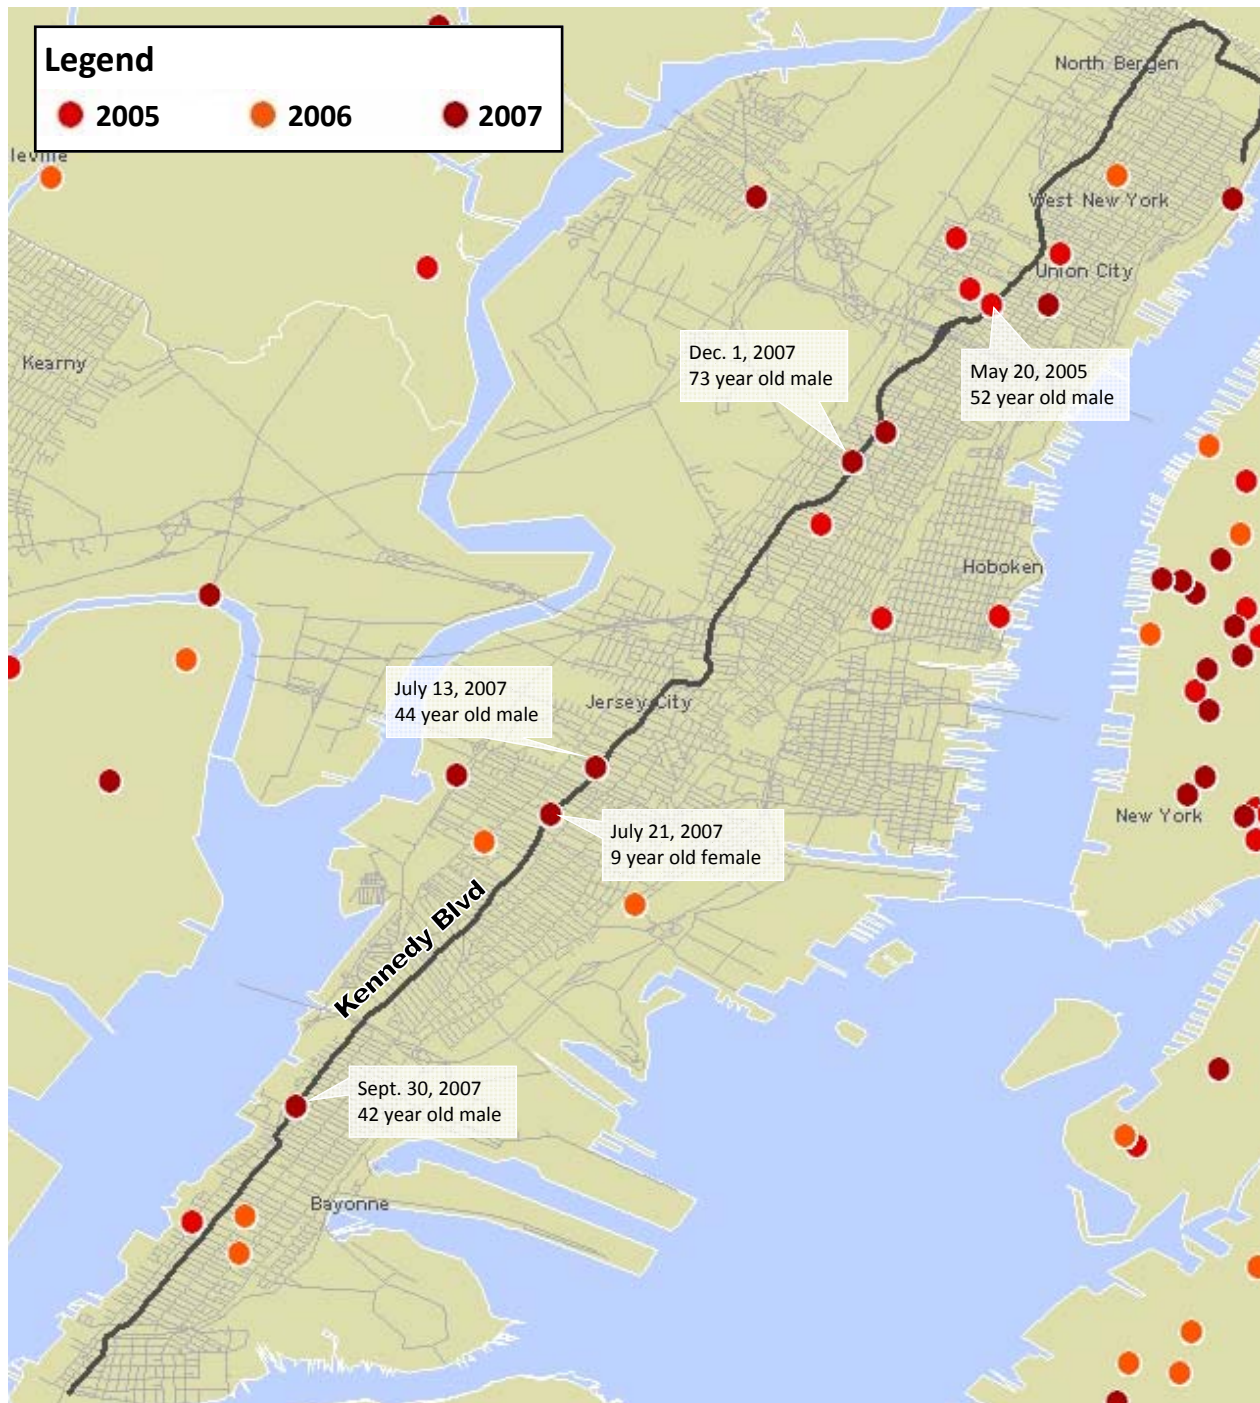 Legend
2005 2006 2007
North Bergen
leville
West New York
Union City
Kearny
Dec. 1, 2007
73 year old male
May 20, 2005
52 year old male
Hoboken
July 13, 2007
44 year old male
Jersey City
New York
July 21, 2007
9 year old female
Kennedy Blvd
Sept. 30, 2007
42 year old male
Bayonne